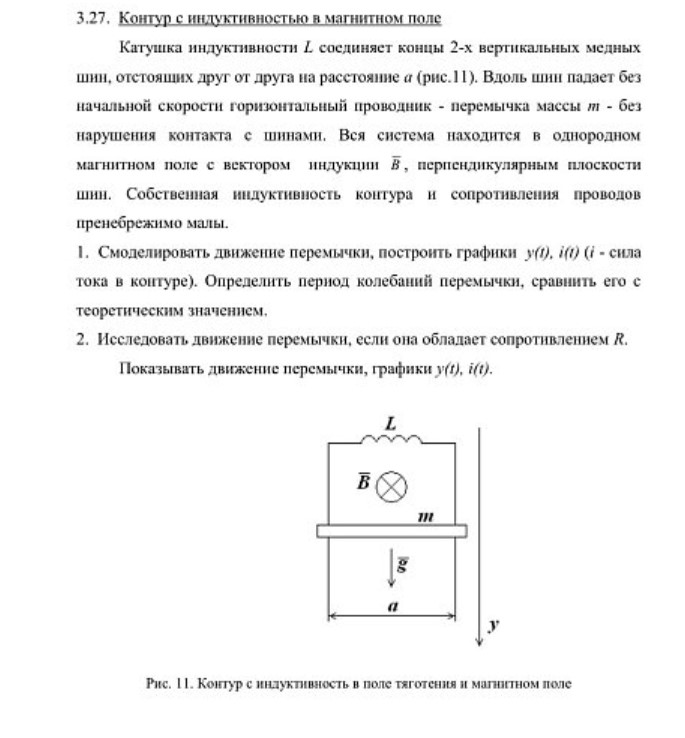 3.27. Контур с индуктивностью в магнитном поле
Катушка индуктивности L соединяет концы 2-х вертикальных медных
шин, отстоящих друг от друга на расстояние a (рис.11). Вдоль шин падает без
начальной скорости горизонтальный проводник - перемычка массы m - без
нарушения контакта с шинами. Вся система находится в однородном
магнитном поле с вектором индукции B̅, перпендикулярным плоскости
шин. Собственная индуктивность контура и сопротивления проводов
пренебрежимо малы.
1. Смоделировать движение перемычки, построить графики y(t), i(t) (i - сила
тока в контуре). Определить период колебаний перемычки, сравнить его с
теоретическим значением.
2. Исследовать движение перемычки, если она обладает сопротивлением R.
Показывать движение перемычки, графики y(t), i(t).
L
B̅
m
g̅
a
y
Рис. 11. Контур с индуктивность в поле тяготения и магнитном поле